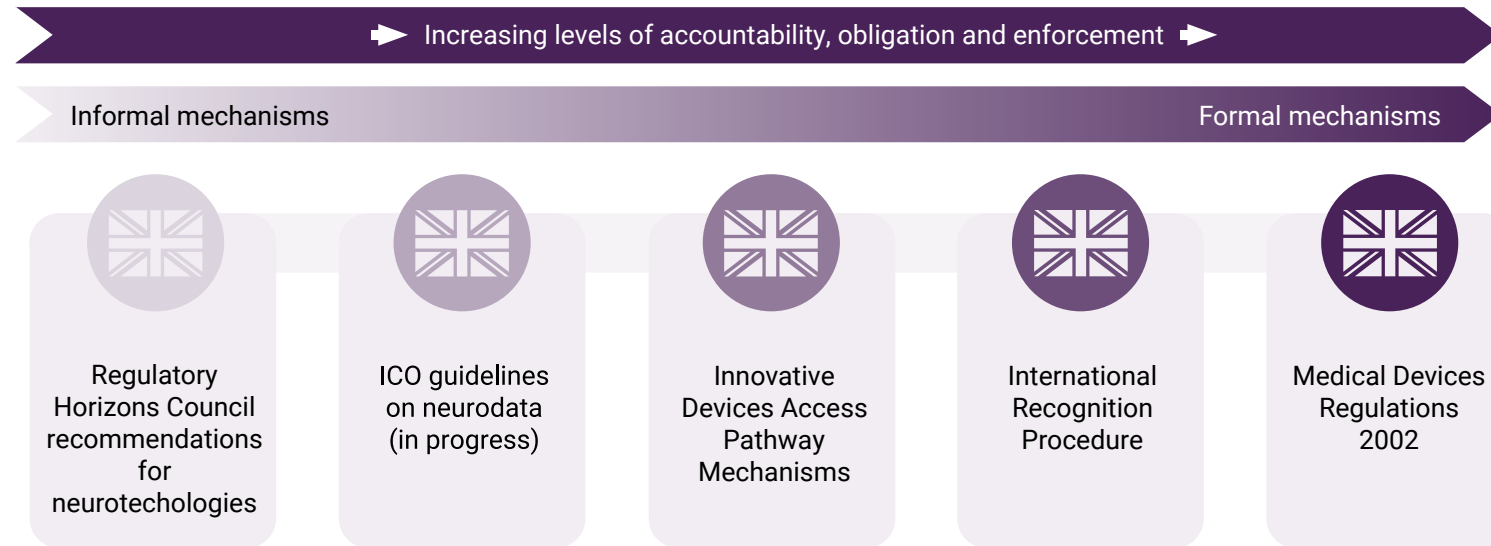 Increasing levels of accountability, obligation and enforcement
Informal mechanisms
Formal mechanisms
Regulatory
Horizons Council
recommendations
for
neurotechologies
ICO guidelines
on neurodata
(in progress)
Innovative
Devices Access
Pathway
Mechanisms
International
Recognition
Procedure
Medical Devices
Regulations
2002